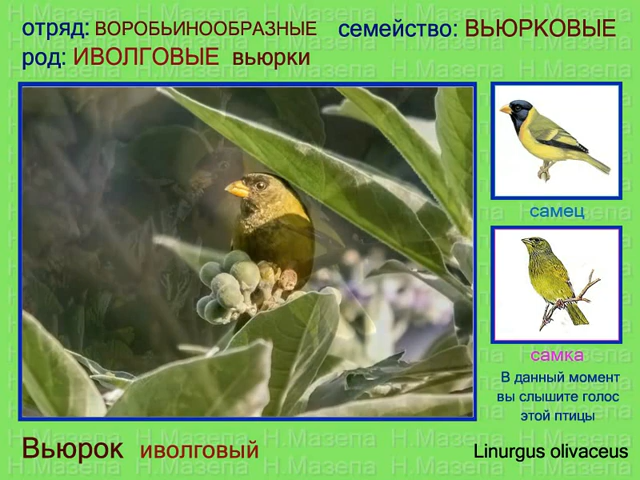 отряд: ВОРОБЬИНООБРАЗНЫЕ семейство: ВЬЮРКОВЫЕ
род: ИВОЛГОВЫЕ вьюрки
самец
самка
В данный момент
вы слышите голос
этой птицы
Вьюрок иволговый Linurgus olivaceus
Н.Мазепа